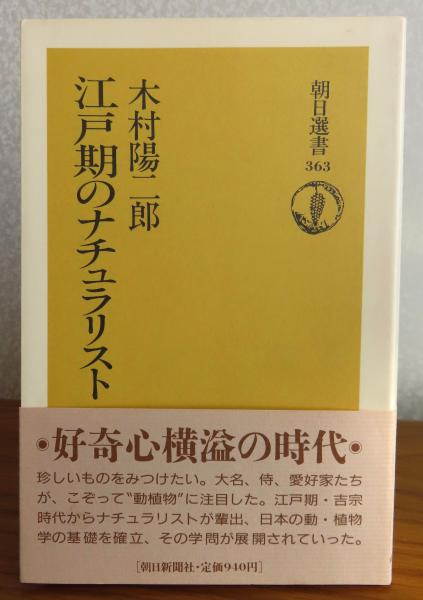 朝日選書
363
木村陽二郎
江戸期のナチュラリスト
•好奇心横溢の時代•
珍しいものをみつけたい。大名、侍、愛好家たち
が、こぞって“動植物”に注目した。江戸期・吉宗
時代からナチュラリストが輩出、日本の動・植物
学の基礎を確立、その学問が展開されていった。
[朝日新聞社・定価940円]